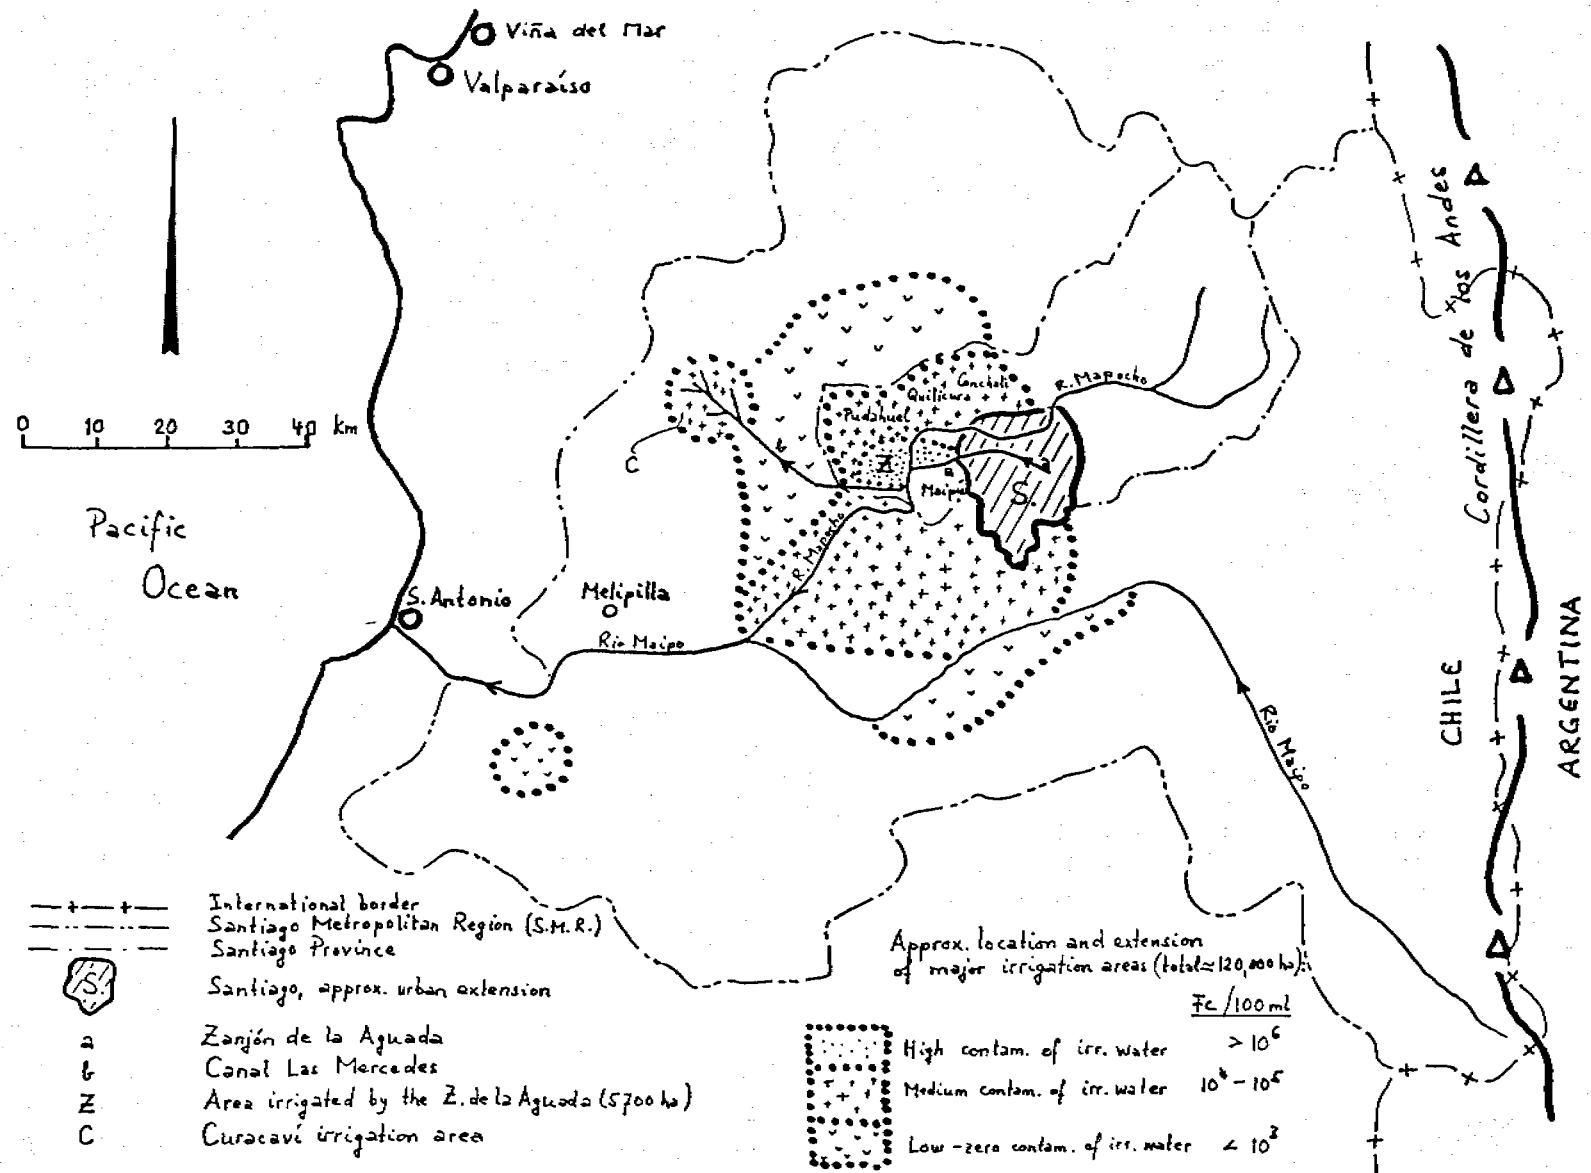 Viña del Mar
Valparaíso
0 10 20 30 40 km
Pacific
Ocean
S. Antonio
Melipilla
Río Maipo
C
R. Mapocho
Conchalí
Quilicura
Pudahuel
Z
a
Maipú
S.
R. Mapocho
Río Maipo
Cordillera de los Andes
CHILE
ARGENTINA
International border
Santiago Metropolitan Region (S.M.R.)
Santiago Province
S. Santiago, approx. urban extension
a Zanjón de la Aguada
b Canal Las Mercedes
Z Area irrigated by the Z. de la Aguada (5700 ha)
C Curacaví irrigation area
Approx. location and extension
of major irrigation areas (total≈120,000 ha):
Fc/100 ml
High contam. of irr. water > 10⁶
Medium contam. of irr. water 10⁴ - 10⁵
Low-zero contam. of irr. water < 10³